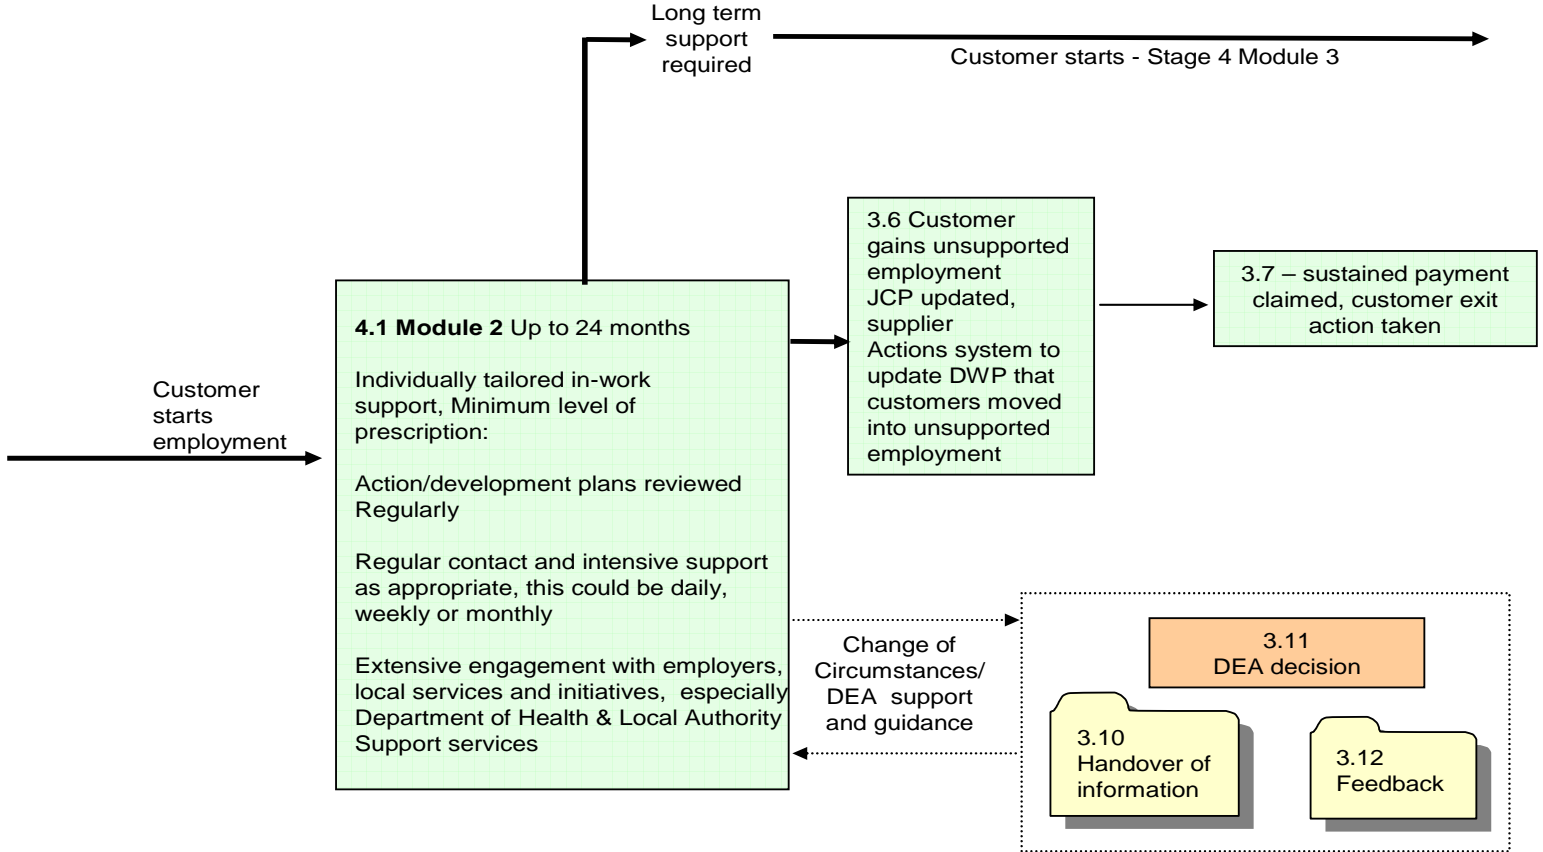 Long term
support
required
Customer starts - Stage 4 Module 3
3.6 Customer
gains unsupported
employment
JCP updated,
supplier
Actions system to
update DWP that
customers moved
into unsupported
employment
3.7 – sustained payment
claimed, customer exit
action taken
4.1 Module 2 Up to 24 months
Individually tailored in-work
support, Minimum level of
prescription:
Action/development plans reviewed
Regularly
Regular contact and intensive support
as appropriate, this could be daily,
weekly or monthly
Extensive engagement with employers,
local services and initiatives,  especially
Department of Health & Local Authority
Support services
Customer
starts
employment
Change of
Circumstances/
DEA  support
and guidance
3.11
DEA decision
3.10
Handover of
information
3.12
Feedback